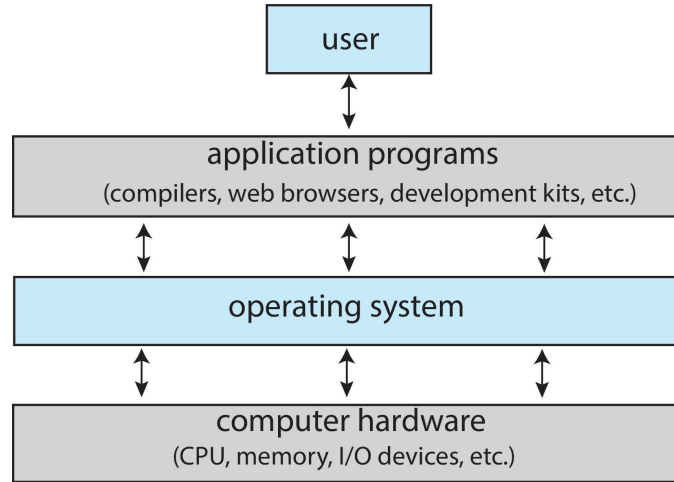 user
application programs
(compilers, web browsers, development kits, etc.)
operating system
computer hardware
(CPU, memory, I/O devices, etc.)